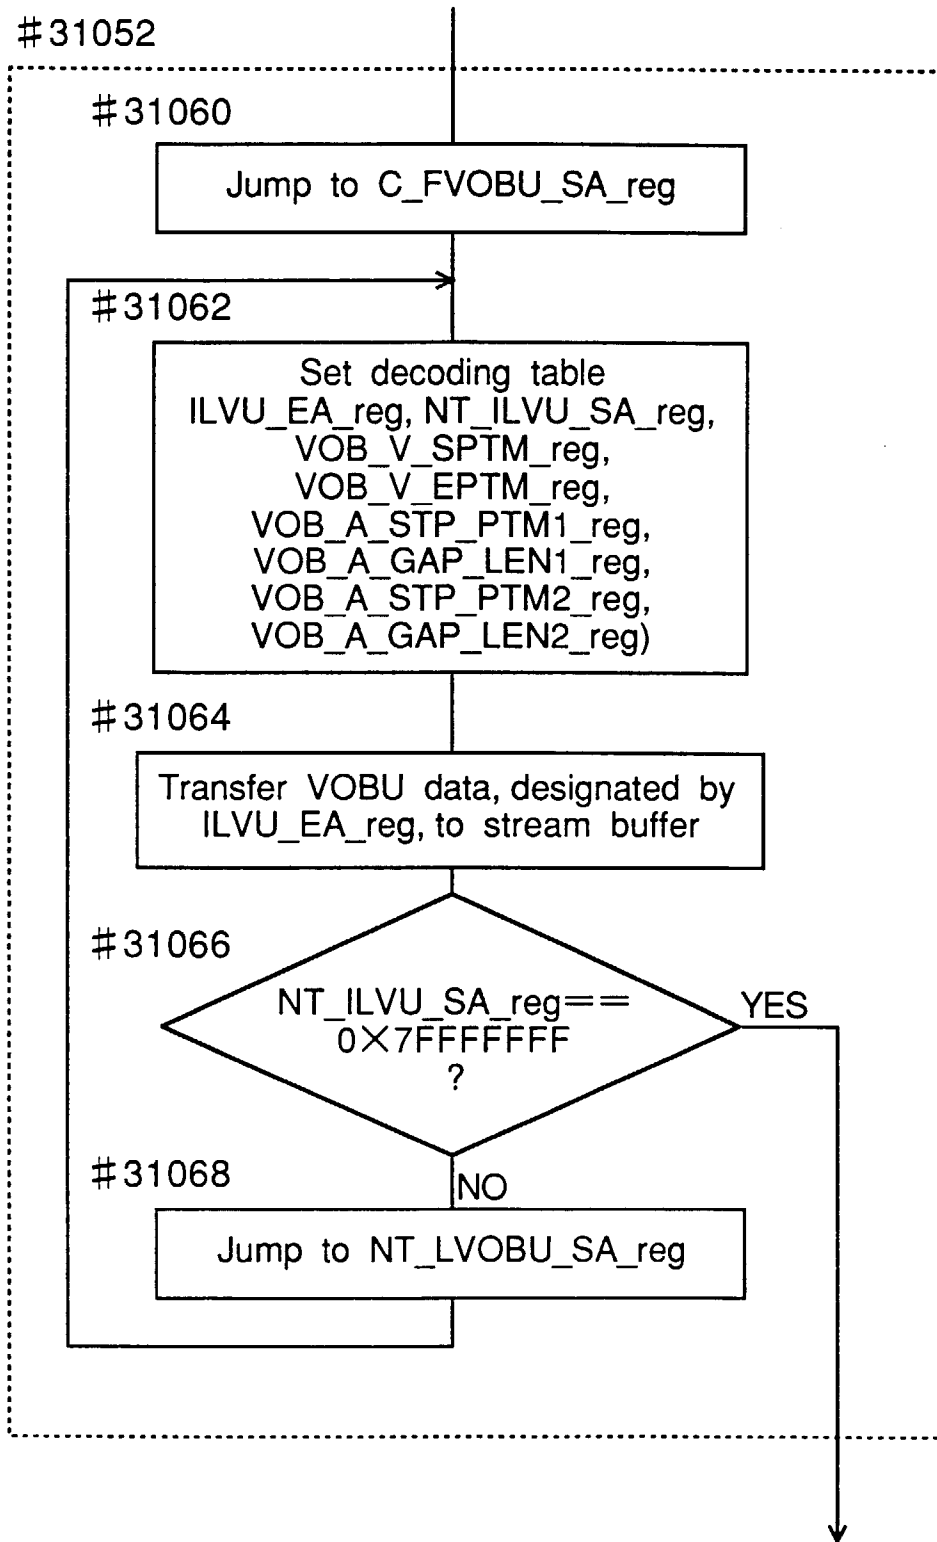 #31052
#31060
Jump to C_FVOBU_SA_reg
#31062
Set decoding table
ILVU_EA_reg, NT_ILVU_SA_reg,
VOB_V_SPTM_reg,
VOB_V_EPTM_reg,
VOB_A_STP_PTM1_reg,
VOB_A_GAP_LEN1_reg,
VOB_A_STP_PTM2_reg,
VOB_A_GAP_LEN2_reg)
#31064
Transfer VOBU data, designated by
ILVU_EA_reg, to stream buffer
#31066
NT_ILVU_SA_reg==
0×7FFFFFFF
?
YES
#31068
NO
Jump to NT_LVOBU_SA_reg